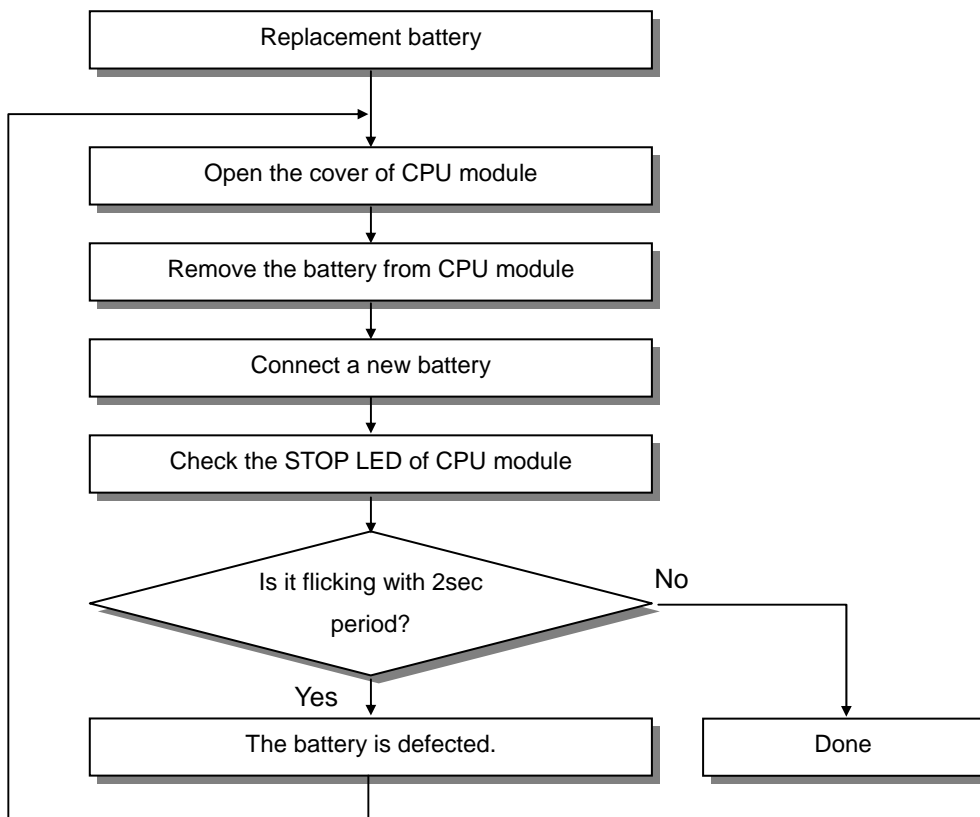 Replacement battery
Open the cover of CPU module
Remove the battery from CPU module
Connect a new battery
Check the STOP LED of CPU module
Is it flicking with 2sec
period?
No
Yes
The battery is defected.
Done